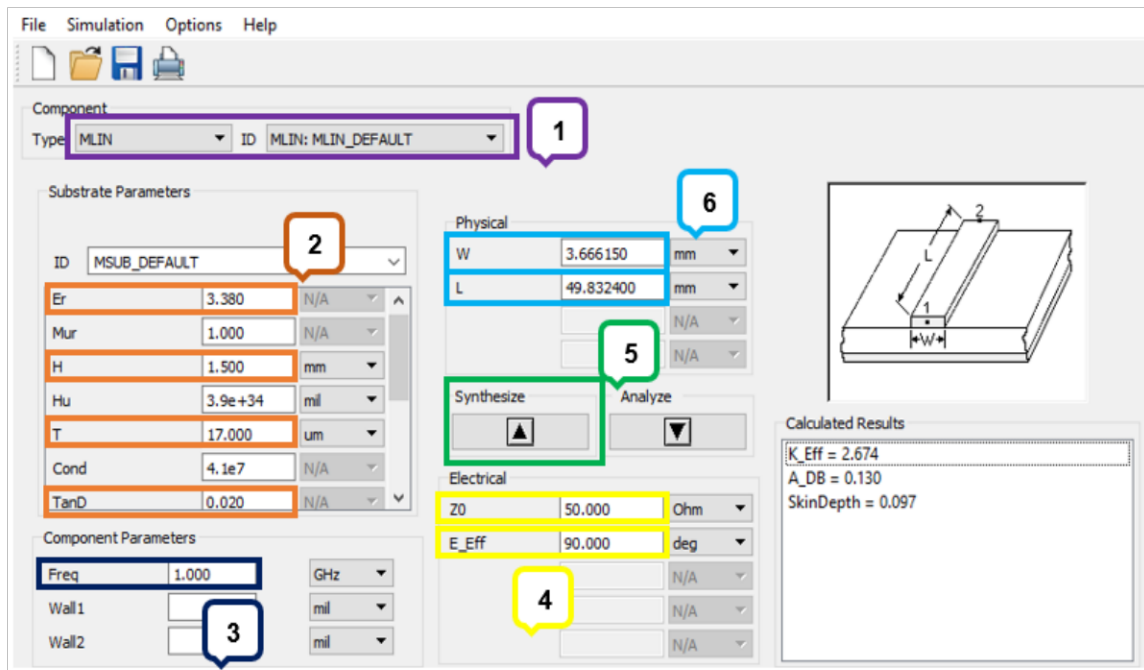 File Simulation Options Help
Component
Type MLIN ID MLIN: MLIN_DEFAULT
1
Substrate Parameters
2
ID MSUB_DEFAULT
Er 3.380 N/A
Mur 1.000 N/A
H 1.500 mm
Hu 3.9e+34 mil
T 17.000 um
Cond 4.1e7 N/A
TanD 0.020 N/A
Component Parameters
Freq 1.000 GHz
Wall1 mil
Wall2 mil
3
Physical
6
W 3.666150 mm
L 49.832400 mm
N/A
N/A
5
Synthesize Analyze
Electrical
Z0 50.000 Ohm
E_Eff 90.000 deg
N/A
N/A
N/A
4
2
L
1
W
Calculated Results
K_Eff = 2.674
A_DB = 0.130
SkinDepth = 0.097